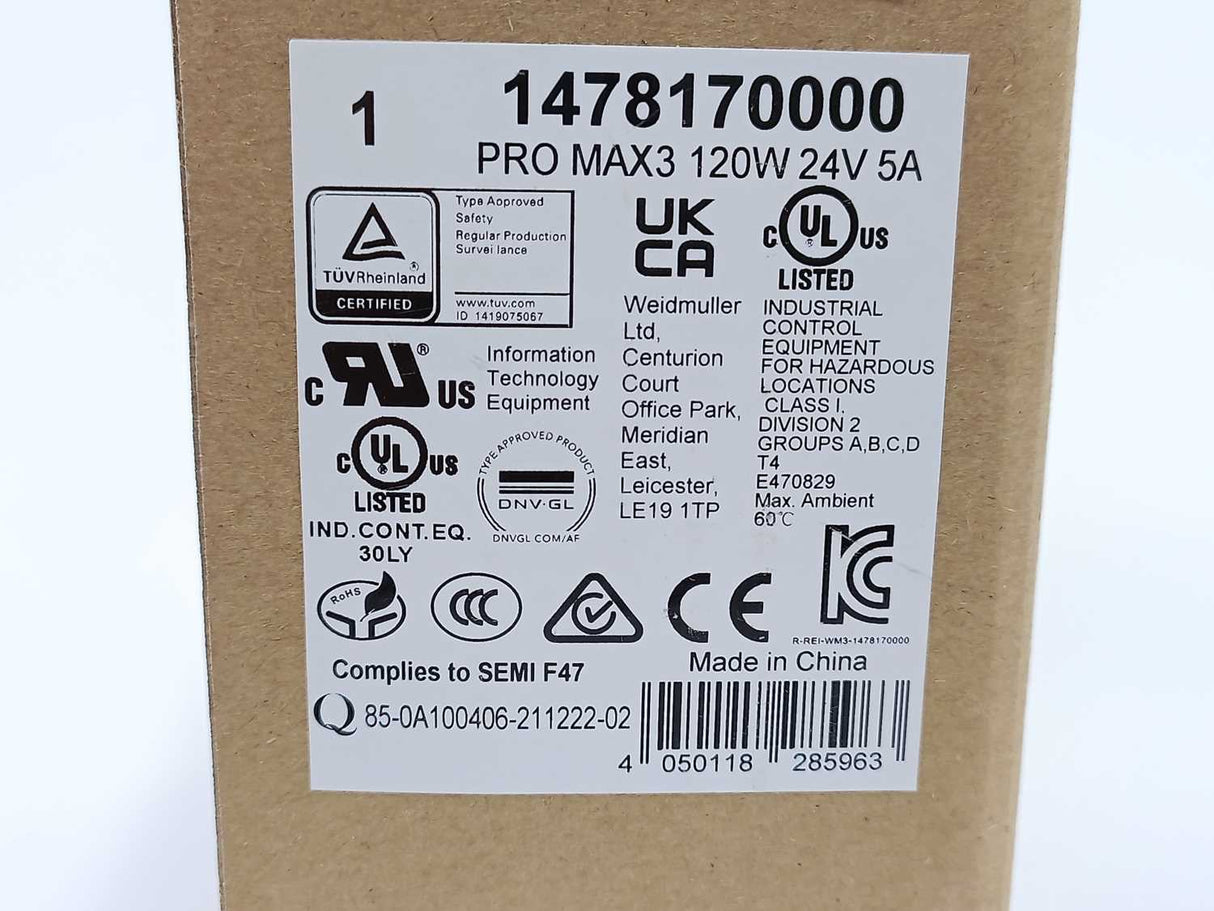 1
1478170000
PRO MAX3 120W 24V 5A
TÜVRheinland ®
CERTIFIED
Type Approved
Safety
Regular Production
Surveillance
www.tuv.com
ID 1419075067
UK
CA
C UL US
®
LISTED
C RU ® US
Information
Technology
Equipment
C UL US
®
LISTED
IND.CONT.EQ.
30LY
TYPE APPROVED PRODUCT
DNV·GL
DNVGL COM/AF
Weidmuller
Ltd,
Centurion
Court
Office Park,
Meridian
East,
Leicester,
LE19 1TP
INDUSTRIAL
CONTROL
EQUIPMENT
FOR HAZARDOUS
LOCATIONS
CLASS I,
DIVISION 2
GROUPS A,B,C,D
T4
E470829
Max. Ambient
60℃
RoHS
CCC
CE
KC
R-REI-WM3-1478170000
Complies to SEMI F47
Made in China
Q 85-0A100406-211222-02
4 050118 285963